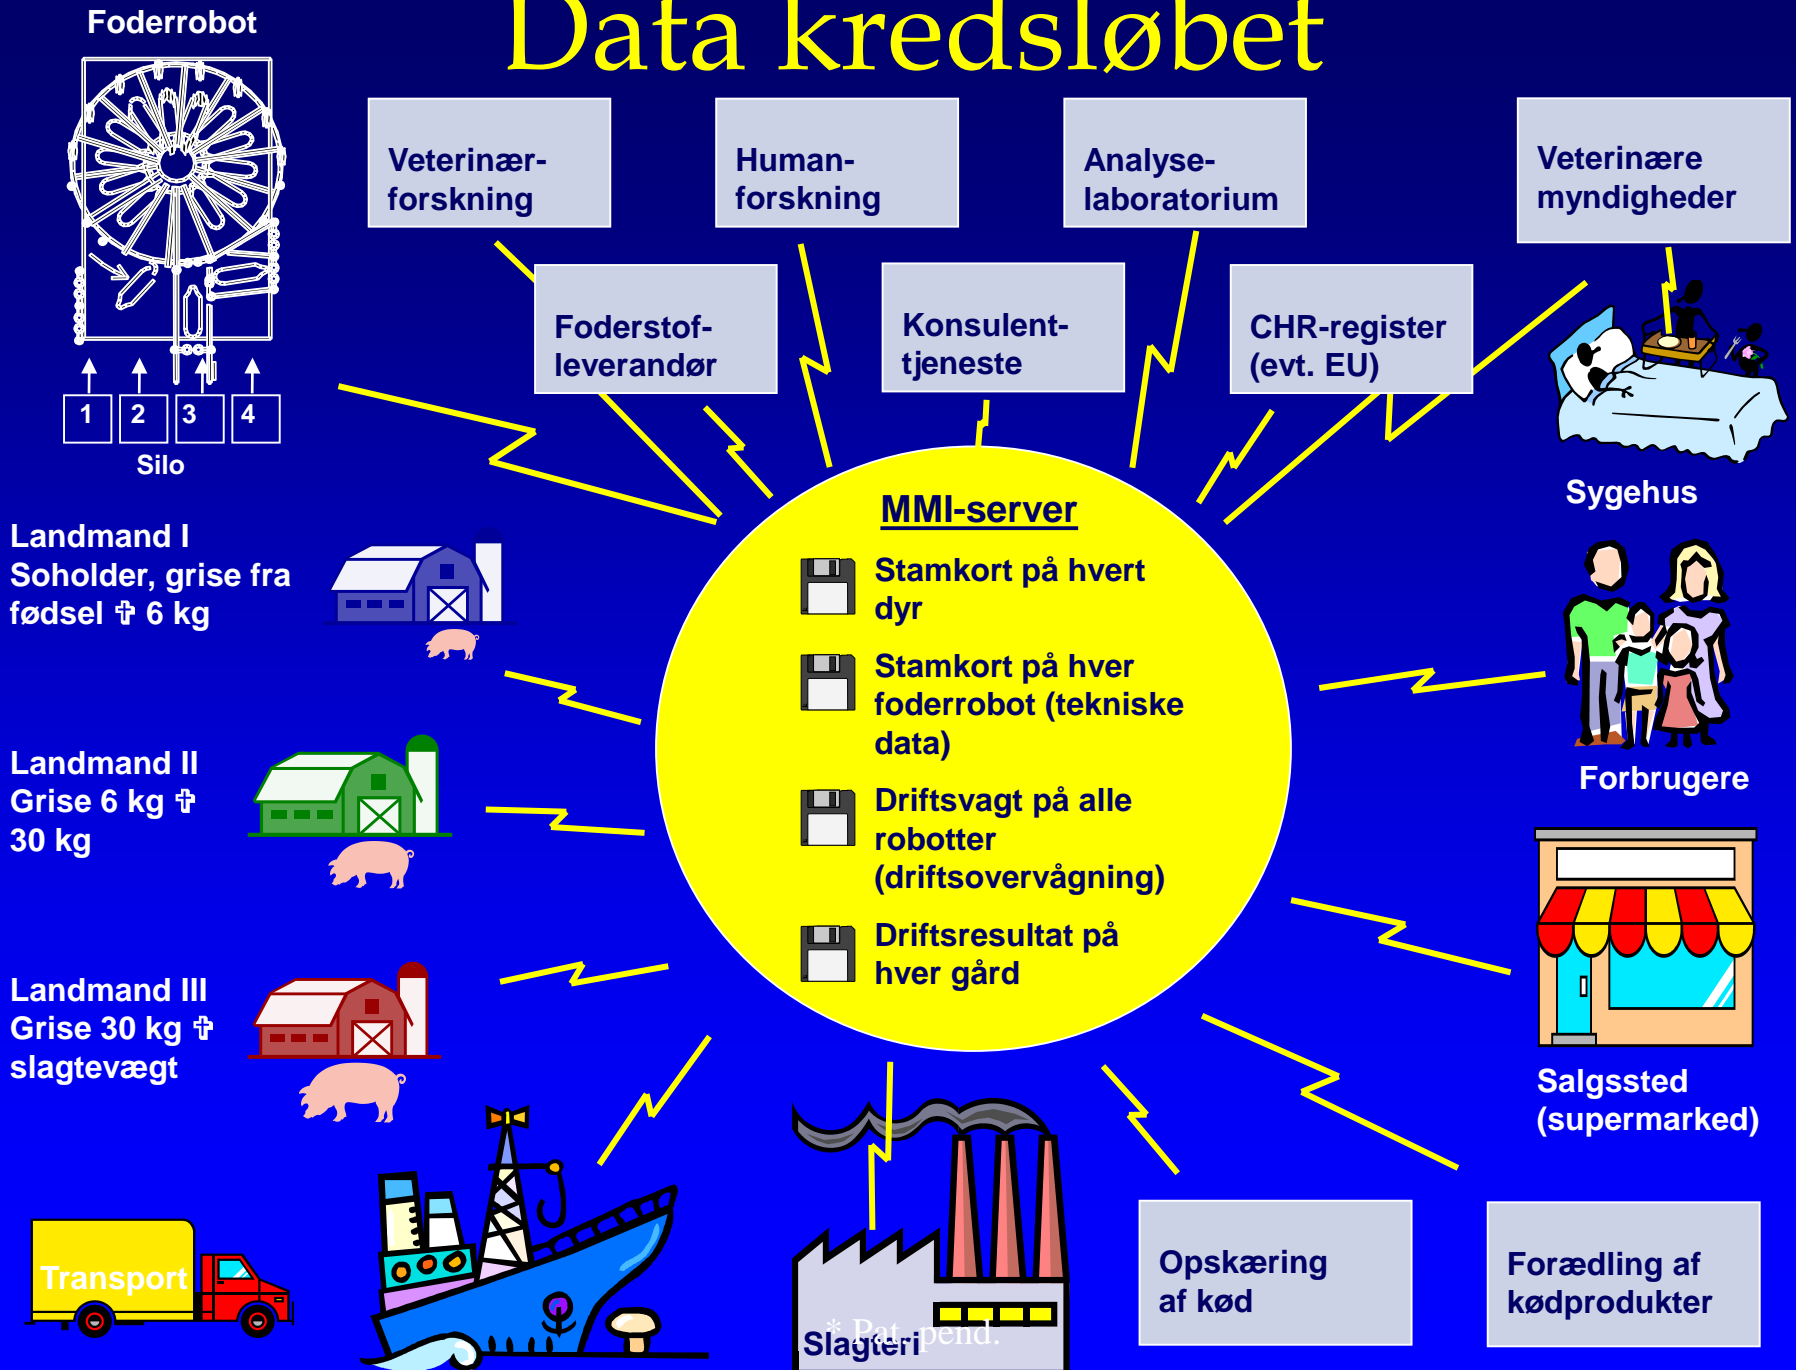 Data kredsløbet
Foderrobot
1 2 3 4
Silo
Veterinær-
forskning
Human-
forskning
Analyse-
laboratorium
Veterinære
myndigheder
Foderstof-
leverandør
Konsulent-
tjeneste
CHR-register
(evt. EU)
Sygehus
Landmand I
Soholder, grise fra
fødsel ✞ 6 kg
Landmand II
Grise 6 kg ✞
30 kg
Landmand III
Grise 30 kg ✞
slagtevægt
MMI-server
Stamkort på hvert
dyr
Stamkort på hver
foderrobot (tekniske
data)
Driftsvagt på alle
robotter
(driftsovervågning)
Driftsresultat på
hver gård
Forbrugere
Salgssted
(supermarked)
Transport
Slagteri
* Pat. pend.
Opskæring
af kød
Forædling af
kødprodukter